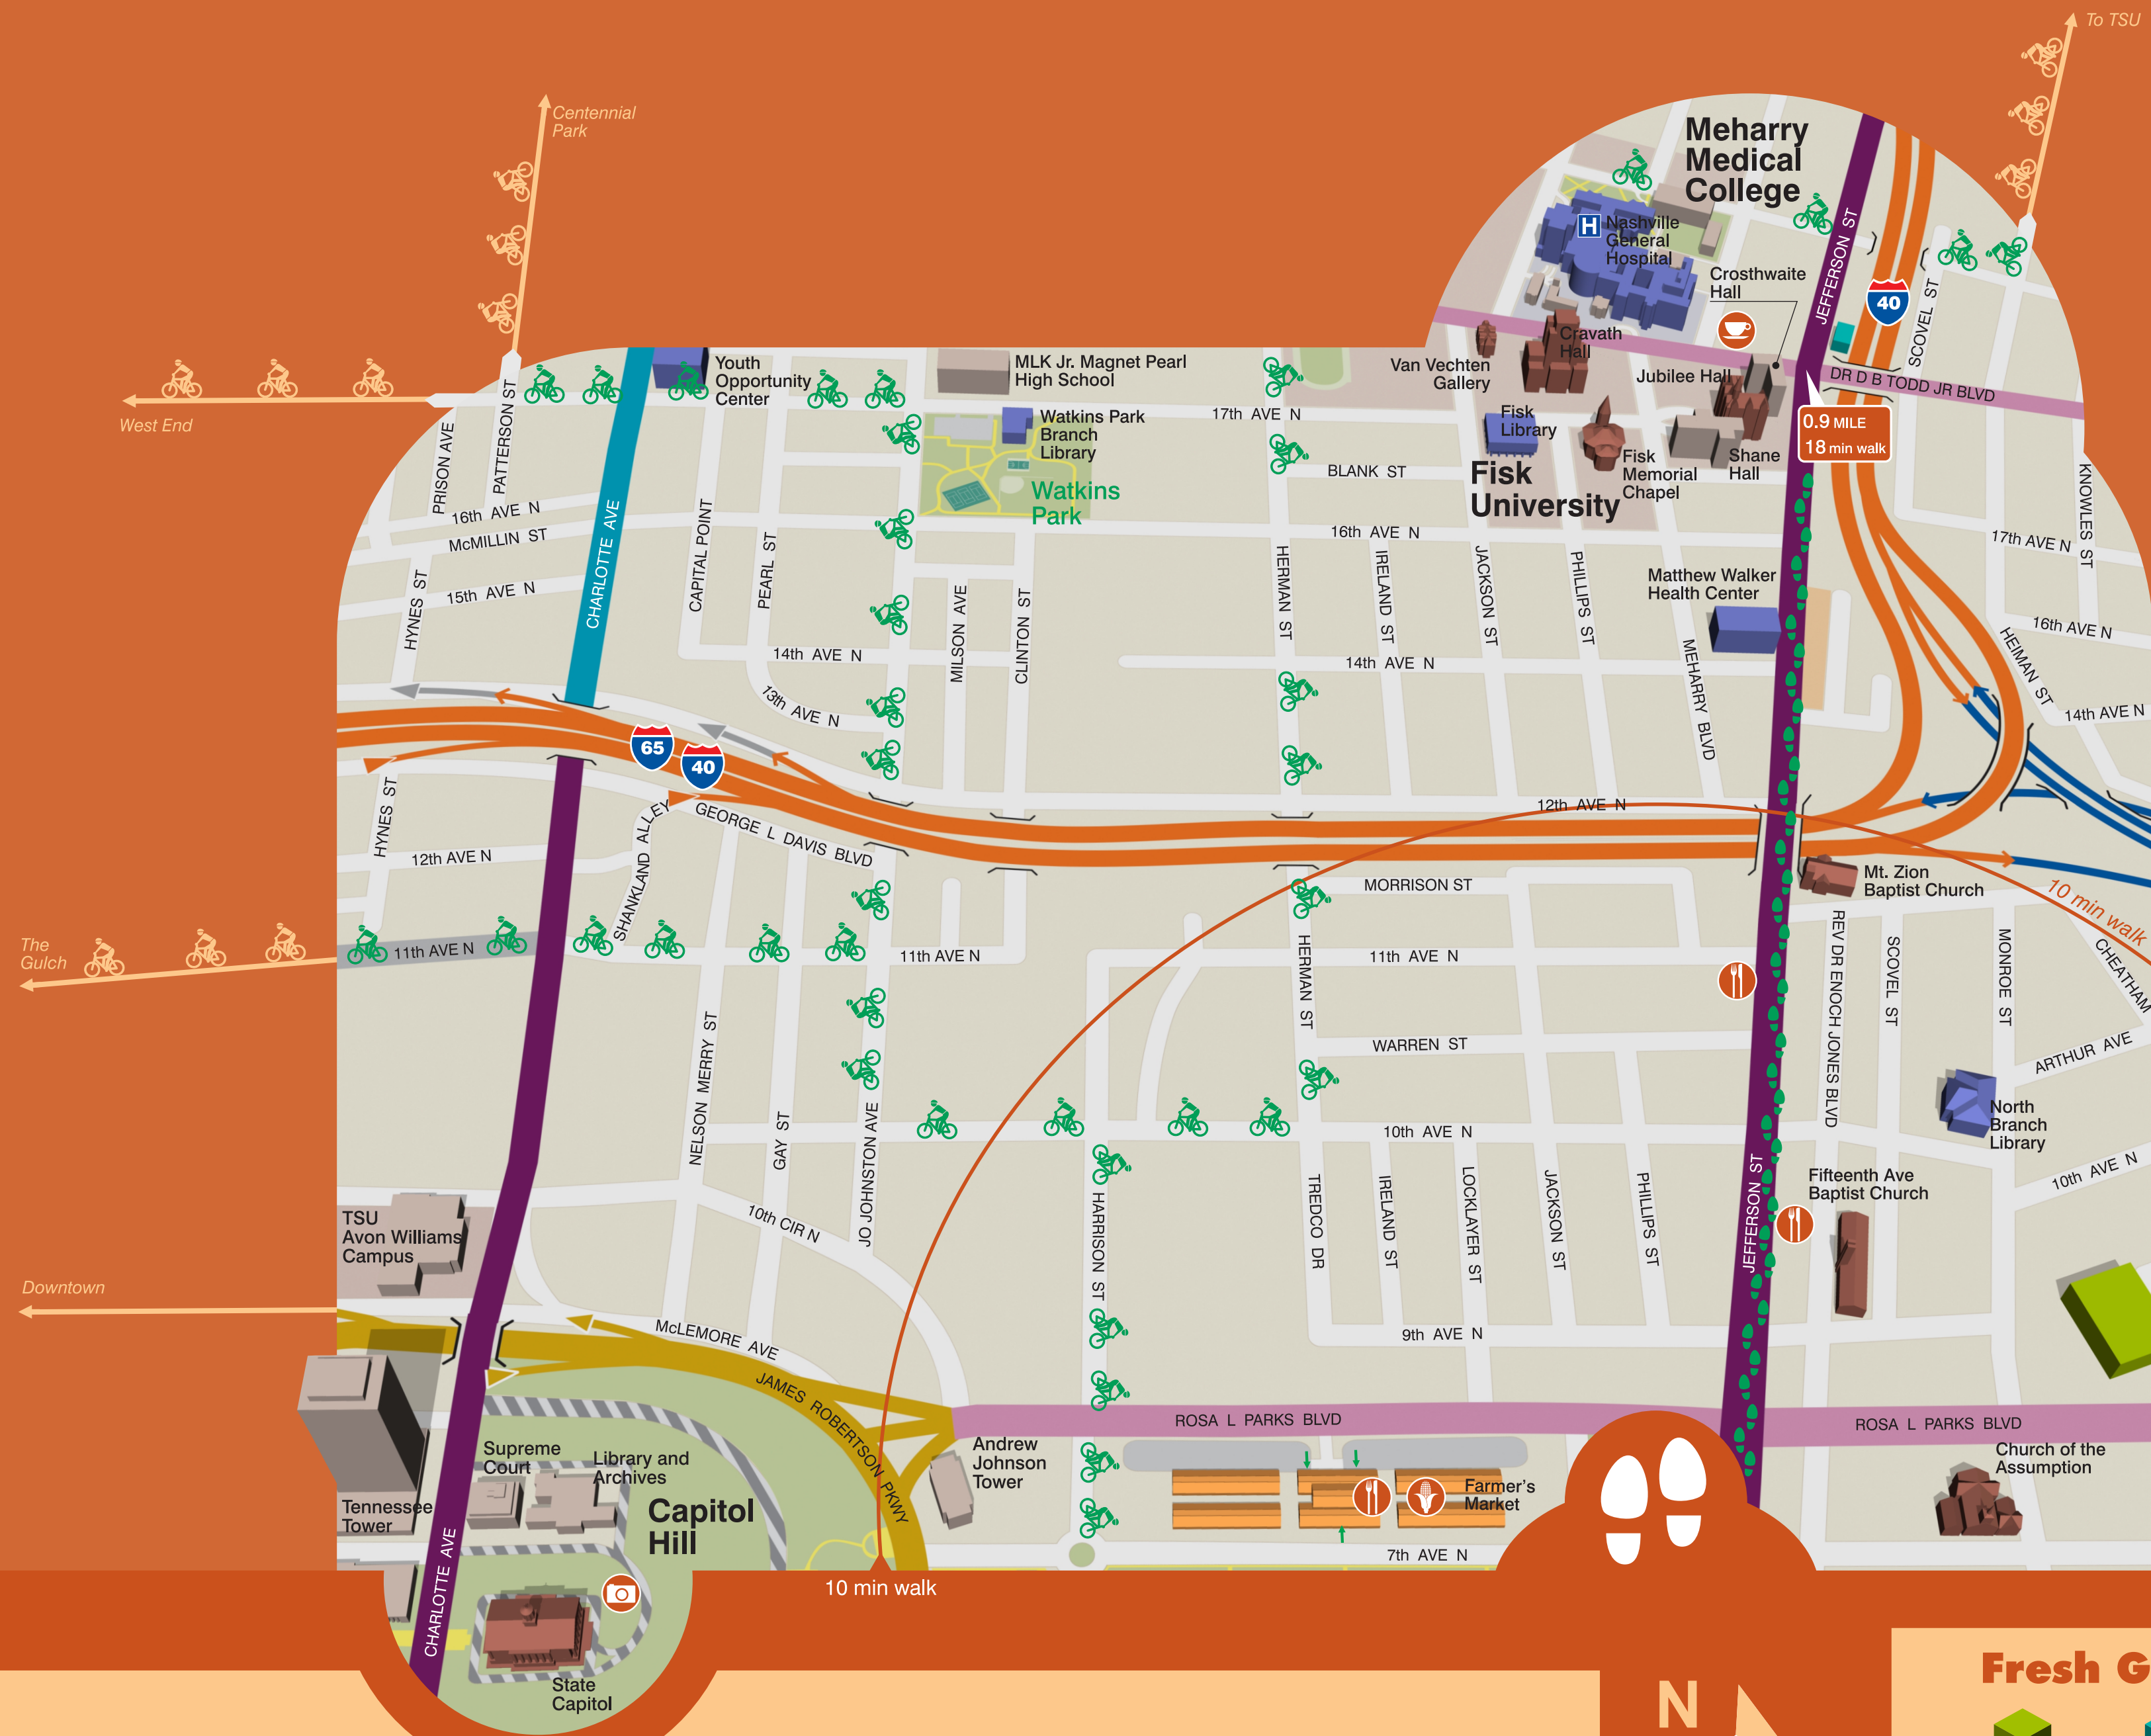 To TSU
Centennial
Park
Meharry
Medical
College
H
Nashville
General
Hospital
JEFFERSON ST
Crosthwaite
Hall
40
SCOVEL ST
West End
PRISON AVE
PATTERSON ST
Youth
Opportunity
Center
MLK Jr. Magnet Pearl
High School
Watkins Park
Branch
Library
Watkins
Park
17th AVE N
Van Vechten
Gallery
Cravath
Hall
Jubilee Hall
DR D B TODD JR BLVD
0.9 MILE
18 min walk
Fisk
Library
Fisk
University
Fisk
Memorial
Chapel
Shane
Hall
BLANK ST
16th AVE N
McMILLIN ST
15th AVE N
HYNES ST
CHARLOTTE AVE
CAPITAL POINT
PEARL ST
14th AVE N
13th AVE N
MILSON AVE
CLINTON ST
HERMAN ST
16th AVE N
IRELAND ST
JACKSON ST
PHILLIPS ST
14th AVE N
MEHARRY BLVD
Matthew Walker
Health Center
KNOWLES ST
17th AVE N
16th AVE N
HEIMAN ST
14th AVE N
65
40
12th AVE N
HYNES ST
12th AVE N
SHANKLAND ALLEY
GEORGE L DAVIS BLVD
MORRISON ST
Mt. Zion
Baptist Church
10 min walk
The
Gulch
11th AVE N
11th AVE N
11th AVE N
HERMAN ST
WARREN ST
REV DR ENOCH JONES BLVD
SCOVEL ST
MONROE ST
CHEATHAM
ARTHUR AVE
North
Branch
Library
NELSON MERRY ST
GAY ST
JO JOHNSTON AVE
10th AVE N
10th CIR N
HARRISON ST
TREDCO DR
IRELAND ST
LOCKLAYER ST
JACKSON ST
PHILLIPS ST
JEFFERSON ST
Fifteenth Ave
Baptist Church
10th AVE N
TSU
Avon Williams
Campus
Downtown
McLEMORE AVE
9th AVE N
JAMES ROBERTSON PKWY
ROSA L PARKS BLVD
ROSA L PARKS BLVD
Supreme
Court
Library and
Archives
Capitol
Hill
Andrew
Johnson
Tower
Farmer's
Market
Church of the
Assumption
Tennessee
Tower
7th AVE N
10 min walk
CHARLOTTE AVE
State
Capitol
Fresh G
N